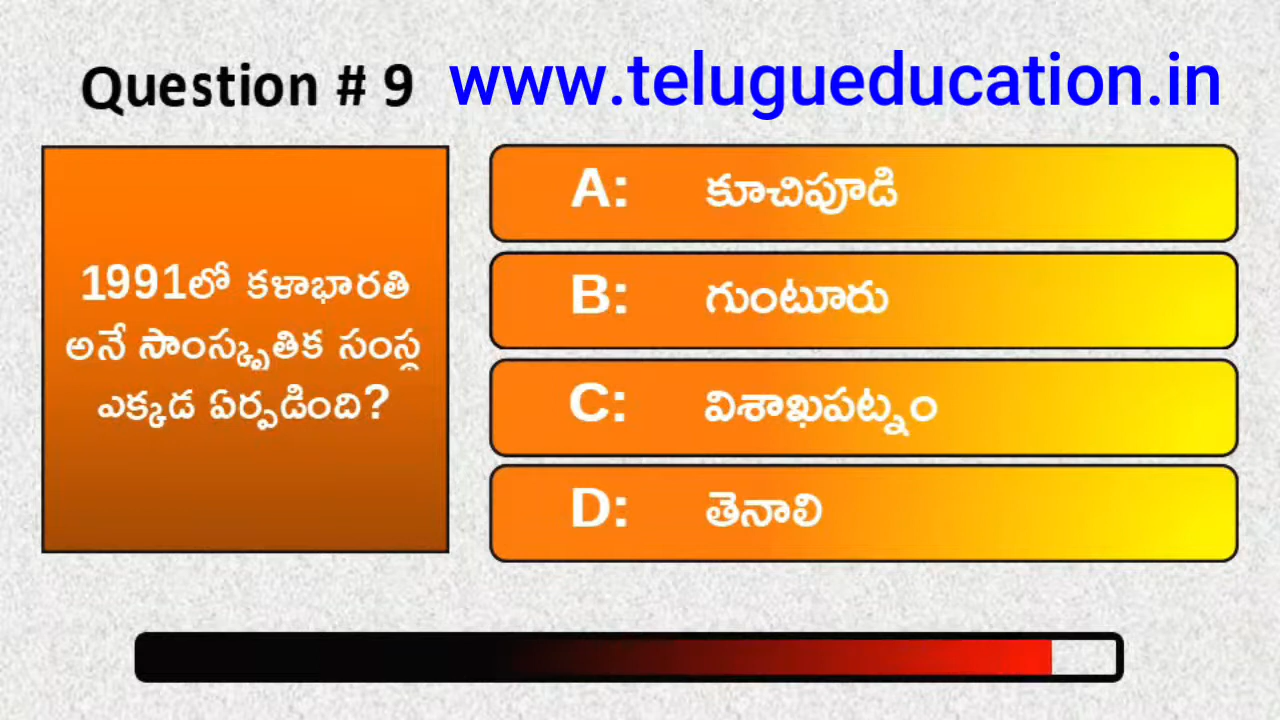 Question # 9 www.telugueducation.in
1991లో కళాభారతి
అనే సాంస్కృతిక సంస్థ
ఎక్కడ ఏర్పడింది?
A: కూచిపూడి
B: గుంటూరు
C: విశాఖపట్నం
D: తెనాలి